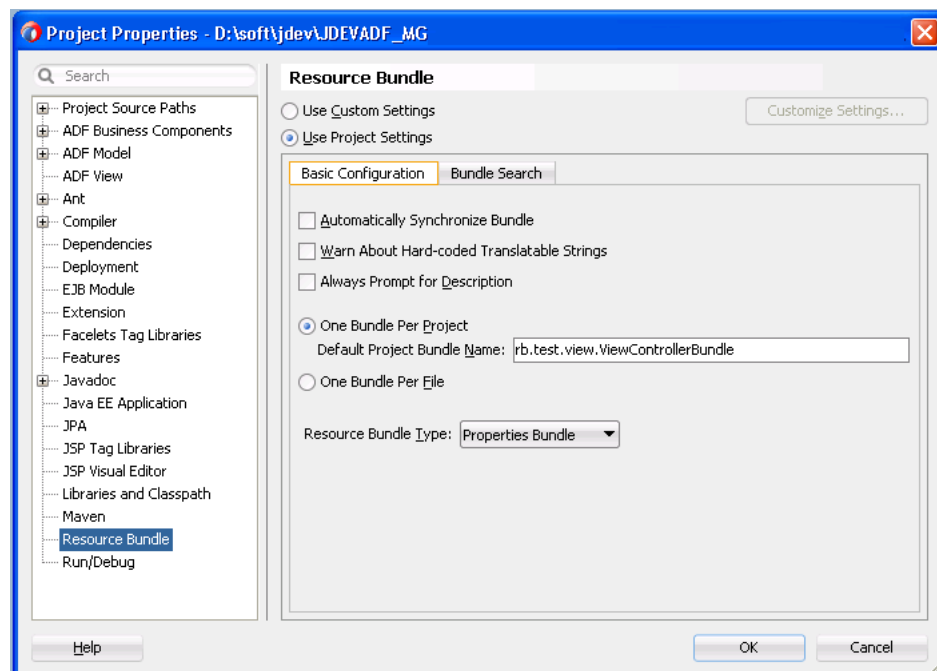 Project Properties - D:\soft\jdev\JDEVADF_MG
Search
Project Source Paths
ADF Business Components
ADF Model
ADF View
Ant
Compiler
Dependencies
Deployment
EJB Module
Extension
Facelets Tag Libraries
Features
Javadoc
Java EE Application
JPA
JSP Tag Libraries
JSP Visual Editor
Libraries and Classpath
Maven
Resource Bundle
Run/Debug
Resource Bundle
Use Custom Settings
Customize Settings...
Use Project Settings
Basic Configuration
Bundle Search
Automatically Synchronize Bundle
Warn About Hard-coded Translatable Strings
Always Prompt for Description
One Bundle Per Project
Default Project Bundle Name: rb.test.view.ViewControllerBundle
One Bundle Per File
Resource Bundle Type: Properties Bundle
Help
OK
Cancel